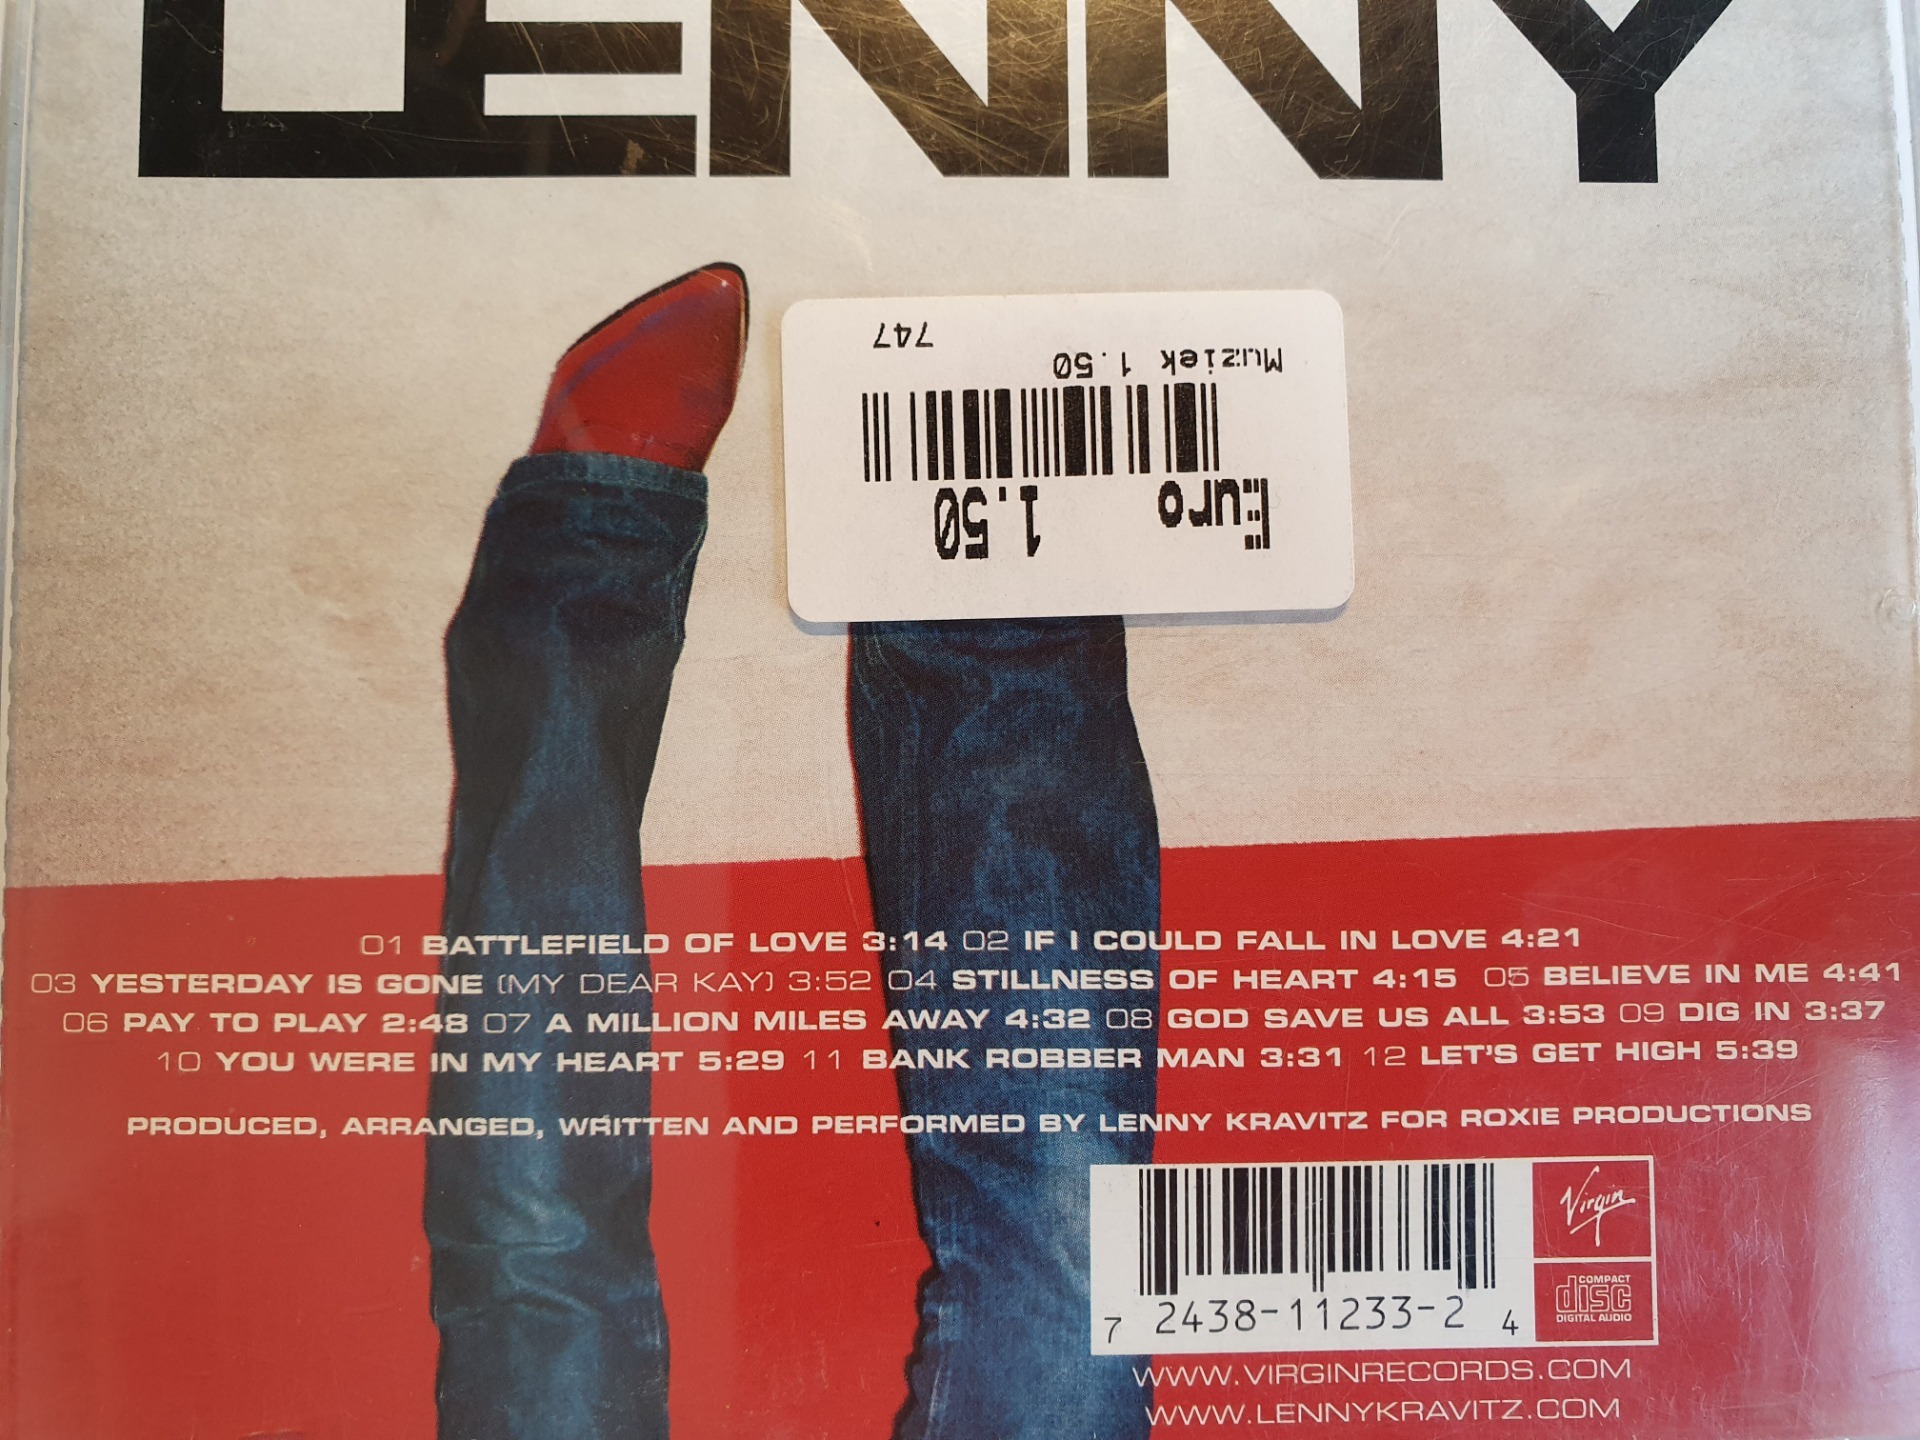 LENNY
747
Muziek 1.50
Euro 1.50
01 BATTLEFIELD OF LOVE 3:14 02 IF I COULD FALL IN LOVE 4:21
03 YESTERDAY IS GONE (MY DEAR KAY) 3:52 04 STILLNESS OF HEART 4:15 05 BELIEVE IN ME 4:41
06 PAY TO PLAY 2:48 07 A MILLION MILES AWAY 4:32 08 GOD SAVE US ALL 3:53 09 DIG IN 3:37
10 YOU WERE IN MY HEART 5:29 11 BANK ROBBER MAN 3:31 12 LET'S GET HIGH 5:39
PRODUCED, ARRANGED, WRITTEN AND PERFORMED BY LENNY KRAVITZ FOR ROXIE PRODUCTIONS
Virgin
COMPACT
disc
DIGITAL AUDIO
7 2438-11233-2 4
WWW.VIRGINRECORDS.COM
WWW.LENNYKRAVITZ.COM